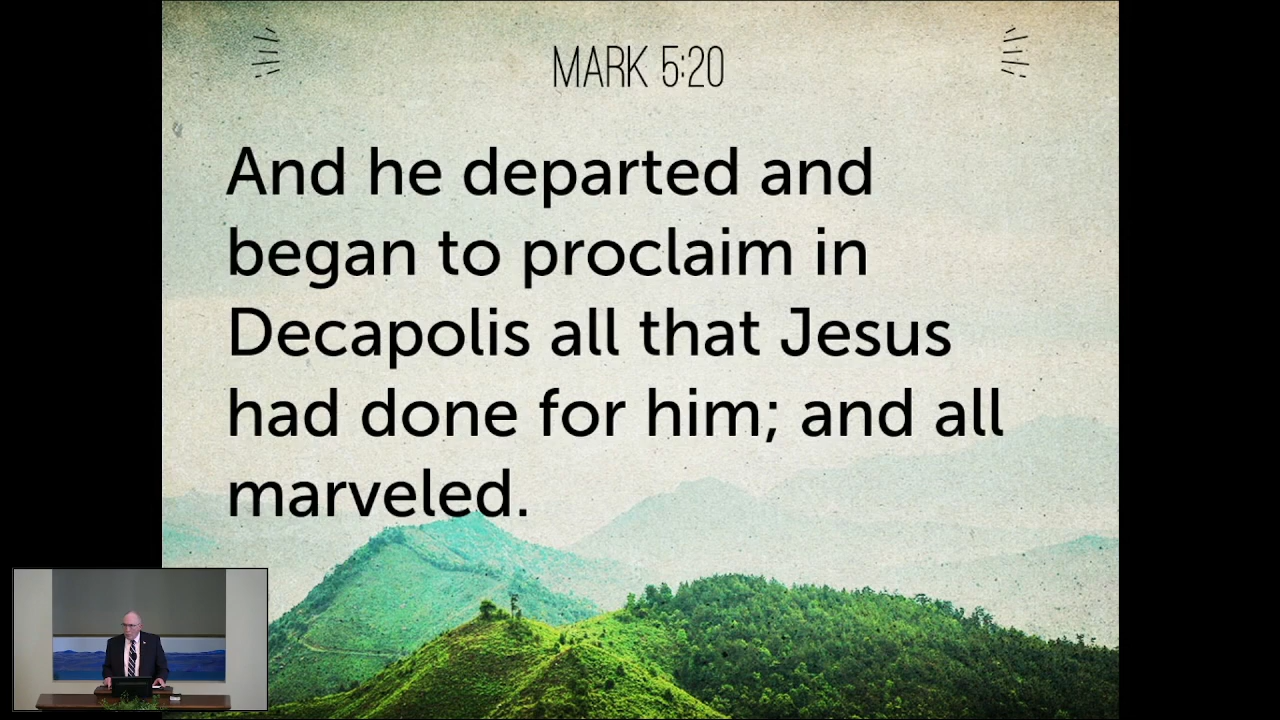 MARK 5:20
And he departed and
began to proclaim in
Decapolis all that Jesus
had done for him; and all
marveled.